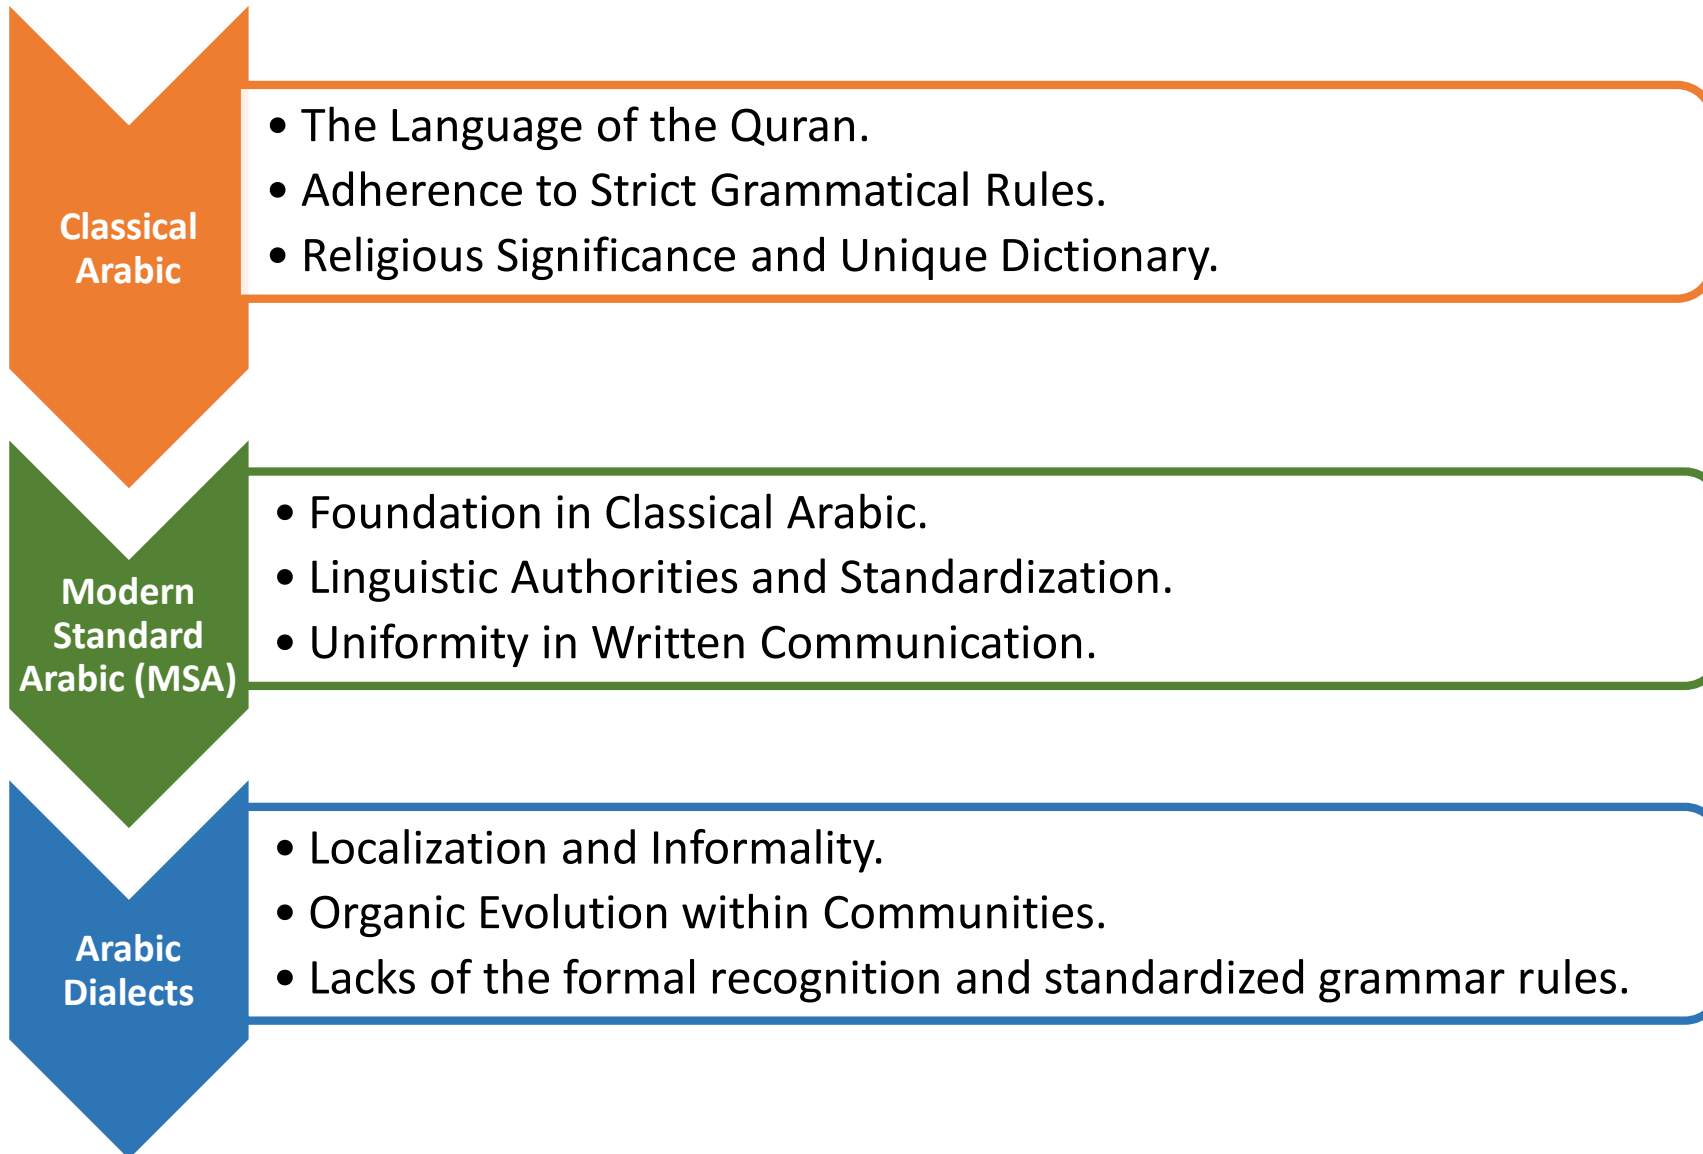 Classical
Arabic
• The Language of the Quran.
• Adherence to Strict Grammatical Rules.
• Religious Significance and Unique Dictionary.
Modern
Standard
Arabic (MSA)
• Foundation in Classical Arabic.
• Linguistic Authorities and Standardization.
• Uniformity in Written Communication.
Arabic
Dialects
• Localization and Informality.
• Organic Evolution within Communities.
• Lacks of the formal recognition and standardized grammar rules.